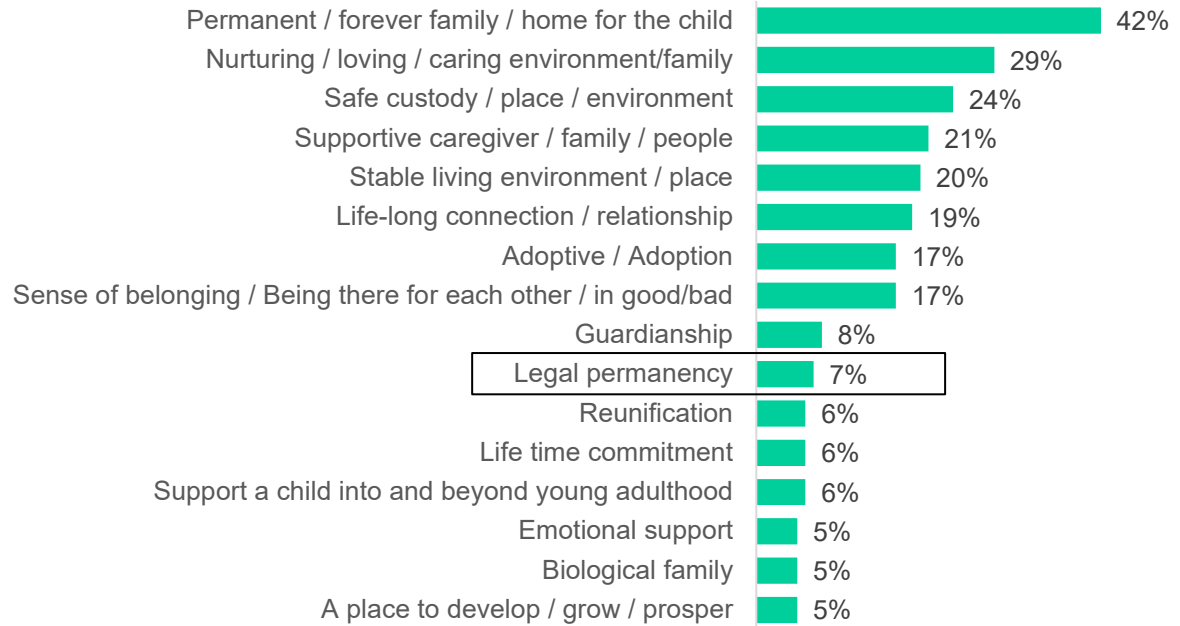 Permanent / forever family / home for the child 42%
Nurturing / loving / caring environment/family 29%
Safe custody / place / environment 24%
Supportive caregiver / family / people 21%
Stable living environment / place 20%
Life-long connection / relationship 19%
Adoptive / Adoption 17%
Sense of belonging / Being there for each other / in good/bad 17%
Guardianship 8%
Legal permanency 7%
Reunification 6%
Life time commitment 6%
Support a child into and beyond young adulthood 6%
Emotional support 5%
Biological family 5%
A place to develop / grow / prosper 5%